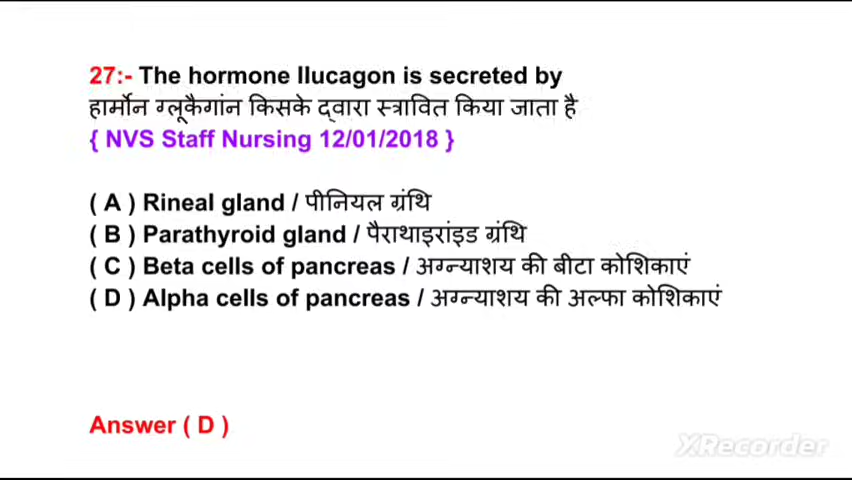 27:- The hormone Ilucagon is secreted by
हार्मोन ग्लूकैगांन किसके द्वारा स्त्रावित किया जाता है
{ NVS Staff Nursing 12/01/2018 }
( A ) Rineal gland / पीनियल ग्रंथि
( B ) Parathyroid gland / पैराथाइरांइड ग्रंथि
( C ) Beta cells of pancreas / अग्न्याशय की बीटा कोशिकाएं
( D ) Alpha cells of pancreas / अग्न्याशय की अल्फा कोशिकाएं
Answer ( D )
XRecorder